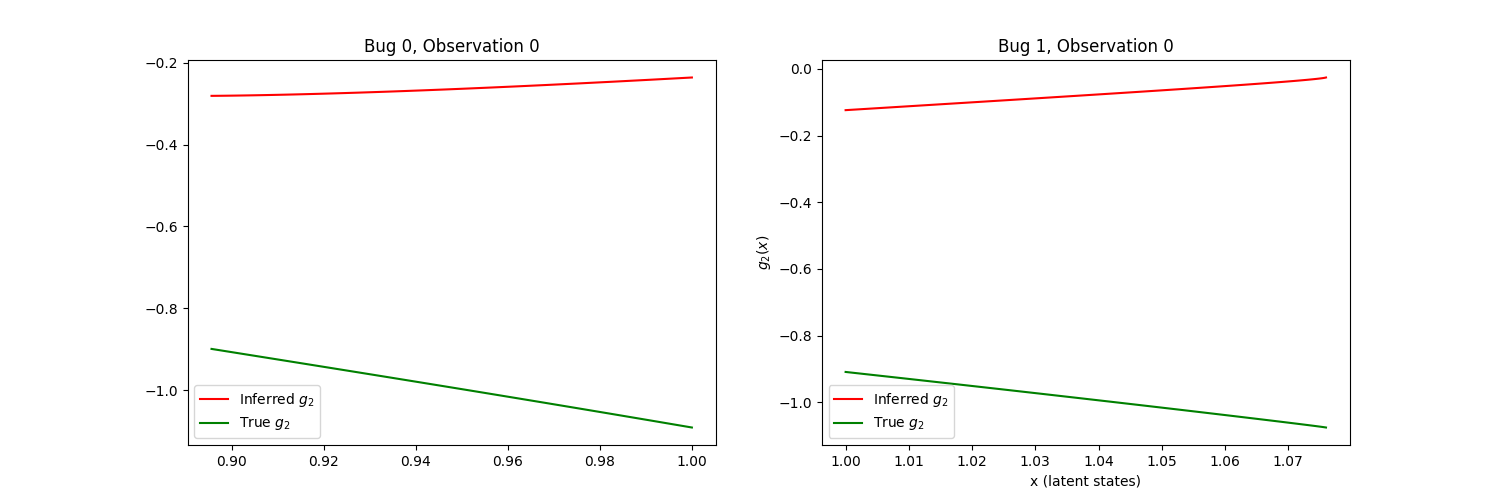 Bug 0, Observation 0
−0.2
−0.4
−0.6
−0.8
−1.0
Inferred g₂
True g₂
0.90 0.92 0.94 0.96 0.98 1.00
Bug 1, Observation 0
0.0
−0.2
−0.4
−0.6
−0.8
−1.0
g₂(x)
Inferred g₂
True g₂
1.00 1.01 1.02 1.03 1.04 1.05 1.06 1.07
x (latent states)